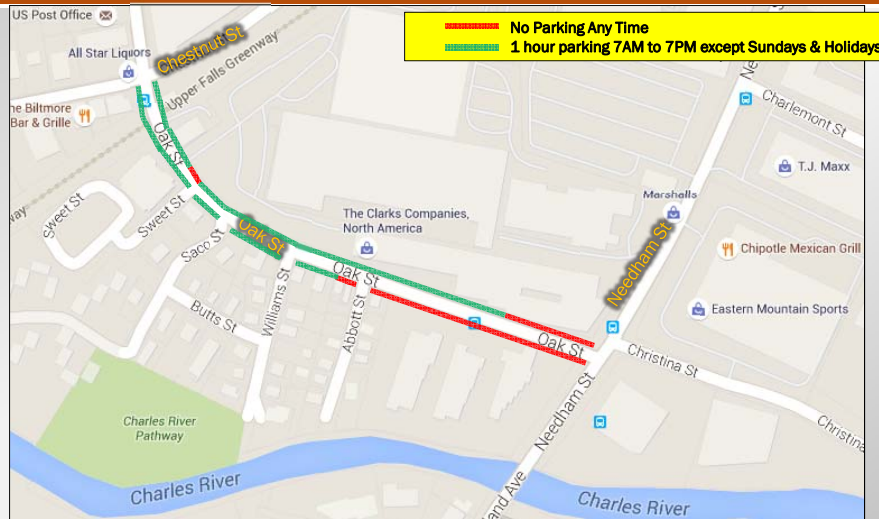 US Post Office
No Parking Any Time
1 hour parking 7AM to 7PM except Sundays & Holidays
All Star Liquors
Chestnut St
Upper Falls Greenway
he Biltmore
Bar & Grille
Oak St
Charlemont St
T.J. Maxx
Marshalls
Sweet St
Sweet St
The Clarks Companies,
North America
Oak St
Saco St
Oak St
Needham St
Chipotle Mexican Grill
Eastern Mountain Sports
Williams St
Butts St
Abbott St
Oak St
Christina St
Needham St
Charles River
Pathway
Christina
Charles River
Charles River
land Ave